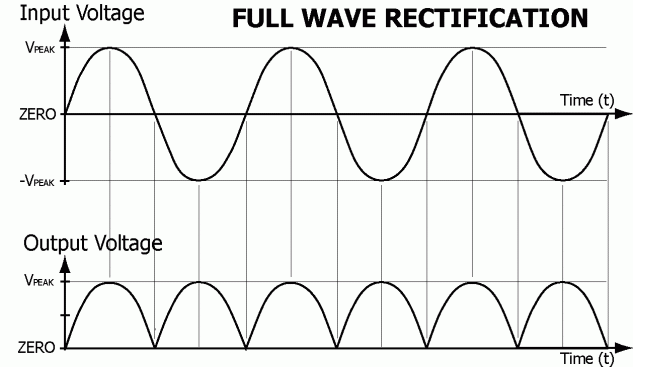 Input Voltage
FULL WAVE RECTIFICATION
VPEAK
Time (t)
ZERO
-VPEAK
Output Voltage
VPEAK
ZERO
Time (t)